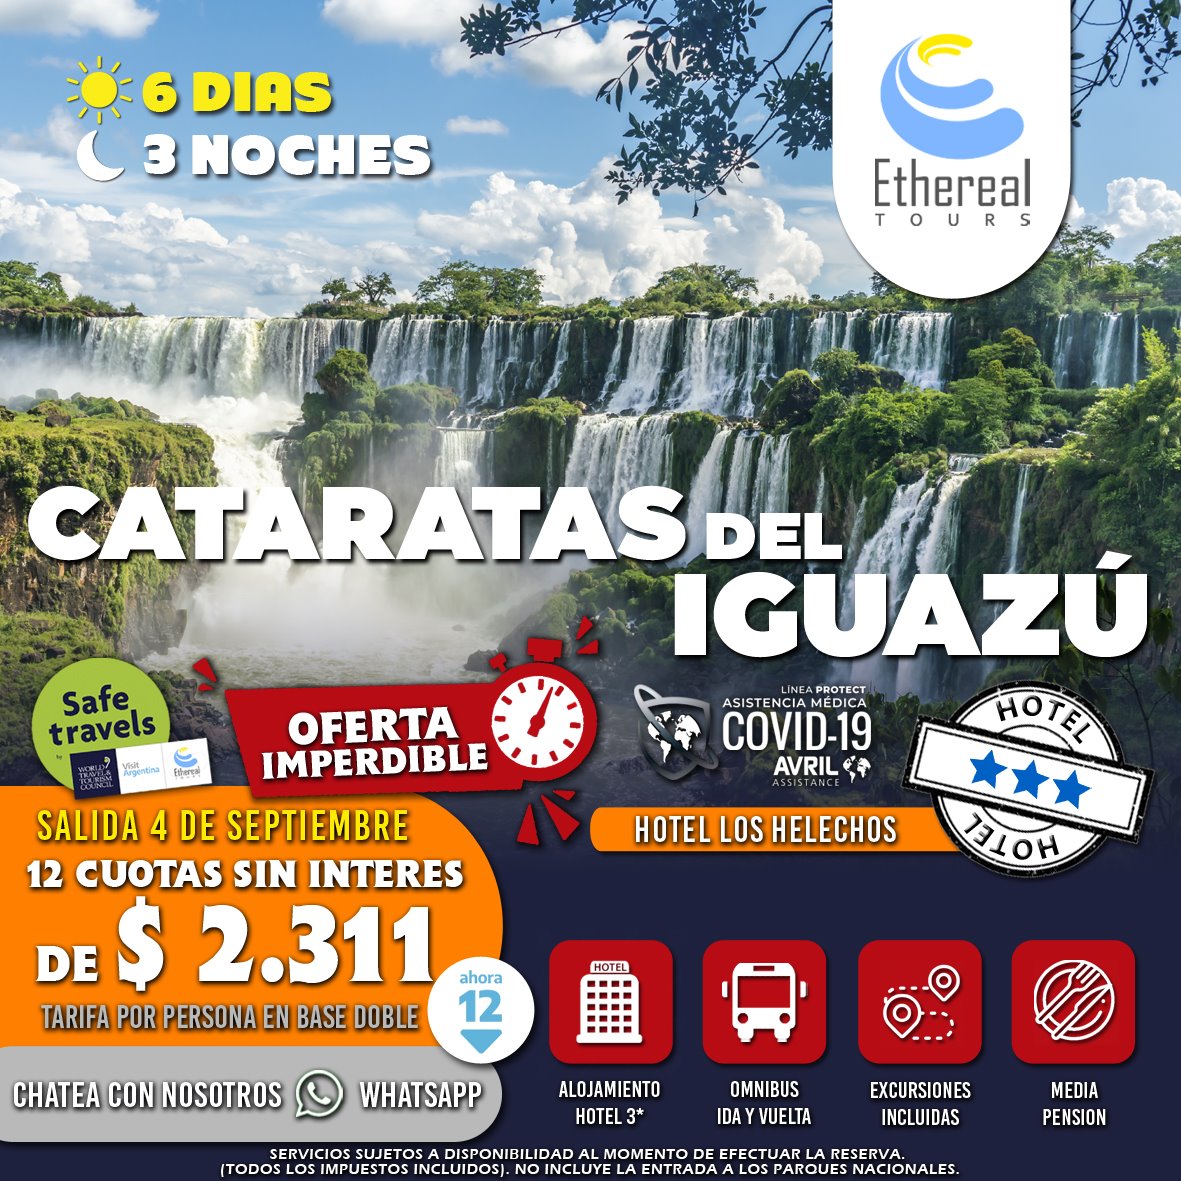 6 DIAS
3 NOCHES
Ethereal
TOURS
CATARATAS DEL
IGUAZÚ
Safe
travels
by
WORLD
TRAVEL &
TOURISM
COUNCIL
Visit
Argentina
Ethereal
TOURS
OFERTA
IMPERDIBLE
LÍNEA PROTECT
ASISTENCIA MÉDICA
COVID-19
AVRIL
ASSISTANCE
HOTEL
HOTEL
HOTEL LOS HELECHOS
SALIDA 4 DE SEPTIEMBRE
12 CUOTAS SIN INTERES
DE $ 2.311
TARIFA POR PERSONA EN BASE DOBLE
ahora
12
CHATEA CON NOSOTROS WHATSAPP
HOTEL
ALOJAMIENTO
HOTEL 3*
OMNIBUS
IDA Y VUELTA
EXCURSIONES
INCLUIDAS
MEDIA
PENSION
SERVICIOS SUJETOS A DISPONIBILIDAD AL MOMENTO DE EFECTUAR LA RESERVA.
(TODOS LOS IMPUESTOS INCLUIDOS). NO INCLUYE LA ENTRADA A LOS PARQUES NACIONALES.